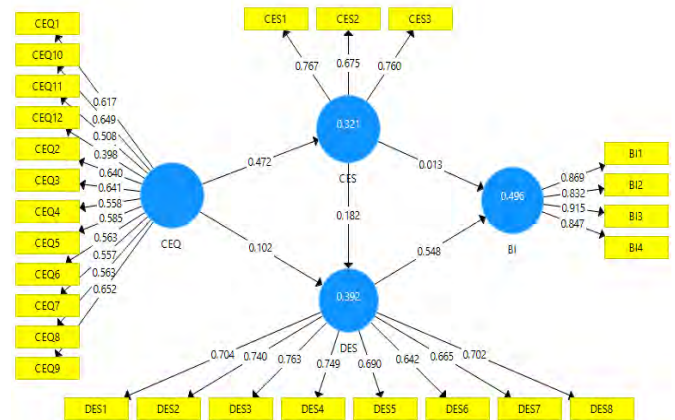 CES1 CES2 CES3
CEQ1
CEQ10
CEQ11
CEQ12
CEQ2
CEQ3
CEQ4
CEQ5
CEQ6
CEQ7
CEQ8
CEQ9
0.617
0.649
0.508
0.398
0.640
0.641
0.558
0.585
0.563
0.557
0.563
0.652
CEQ
0.767 0.675 0.760
0.321
CES
0.472
0.013
0.182
0.102
0.548
0.496
BI
0.869
0.832
0.915
0.847
BI1
BI2
BI3
BI4
0.392
DES
0.704 0.740 0.763 0.749 0.690 0.642 0.665 0.702
DES1 DES2 DES3 DES4 DES5 DES6 DES7 DES8